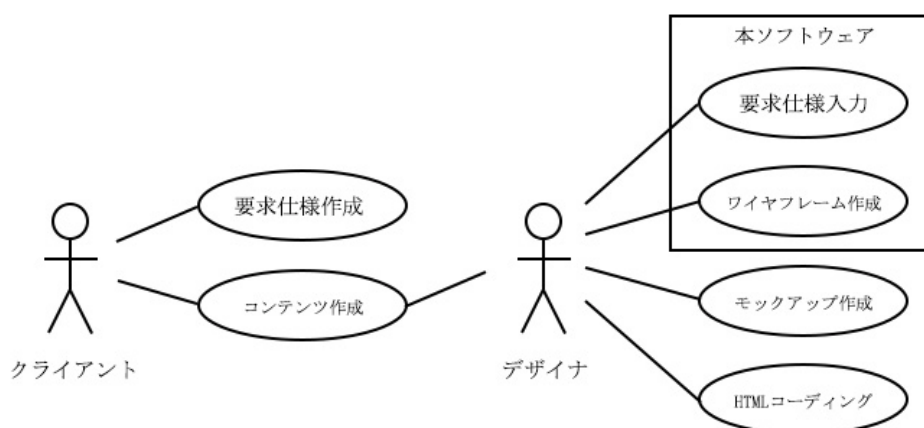 本ソフトウェア
要求仕様入力
要求仕様作成
ワイヤフレーム作成
コンテンツ作成
モックアップ作成
クライアント
デザイナ
HTMLコーディング